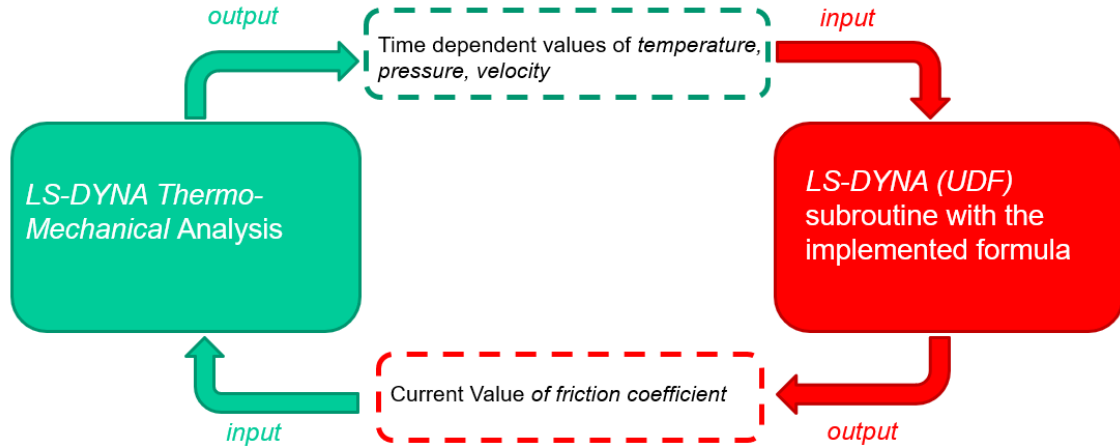 output
input
Time dependent values of temperature,
pressure, velocity
LS-DYNA Thermo-
Mechanical Analysis
LS-DYNA (UDF)
subroutine with the
implemented formula
Current Value of friction coefficient
input
output